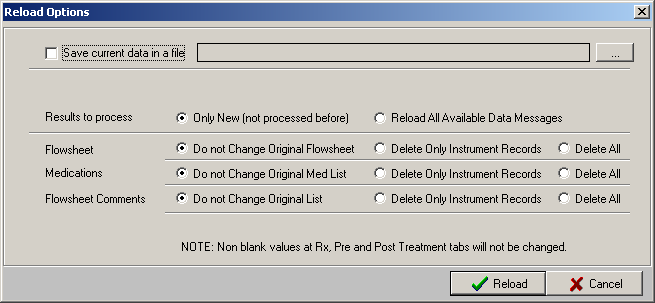 Reload Options
Save current data in a file
...
Results to process Only New (not processed before) Reload All Available Data Messages
Flowsheet Do not Change Original Flowsheet Delete Only Instrument Records Delete All
Medications Do not Change Original Med List Delete Only Instrument Records Delete All
Flowsheet Comments Do not Change Original List Delete Only Instrument Records Delete All
NOTE: Non blank values at Rx, Pre and Post Treatment tabs will not be changed.
Reload Cancel